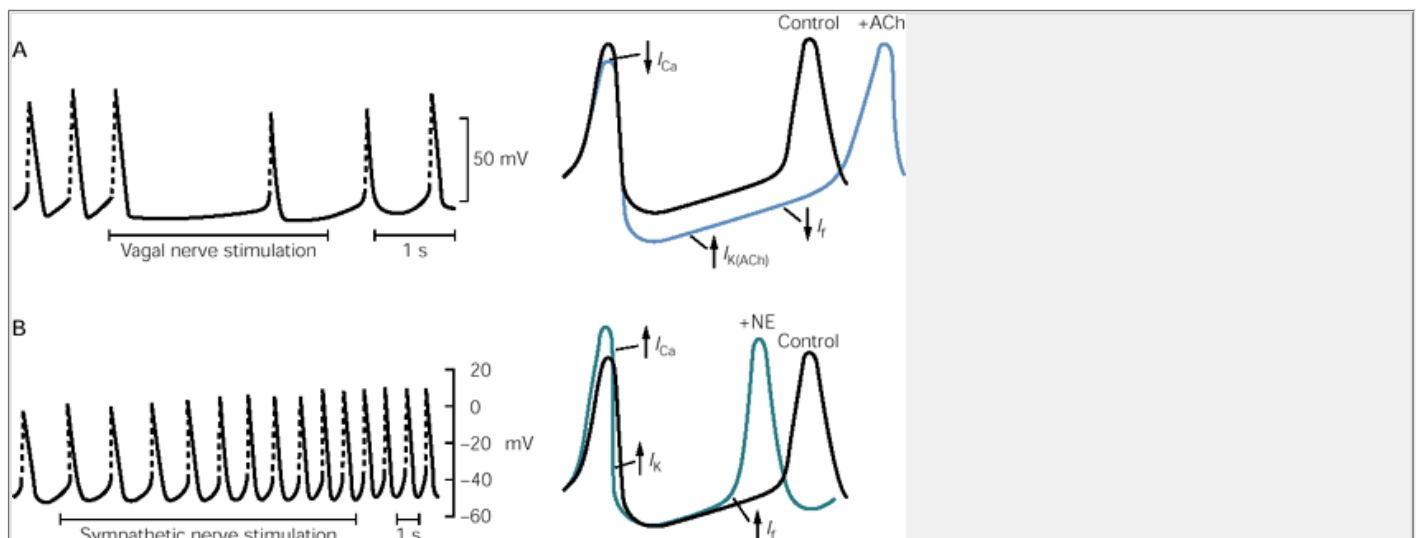 A
Control
+ACh
↓ I_Ca
50 mV
↓ I_f
↑ I_K(ACh)
Vagal nerve stimulation
1 s
B
+NE
Control
↑ I_Ca
20
0
−20
mV
−40
−60
↑ I_K
↑ I_f
Sympathetic nerve stimulation
1 s